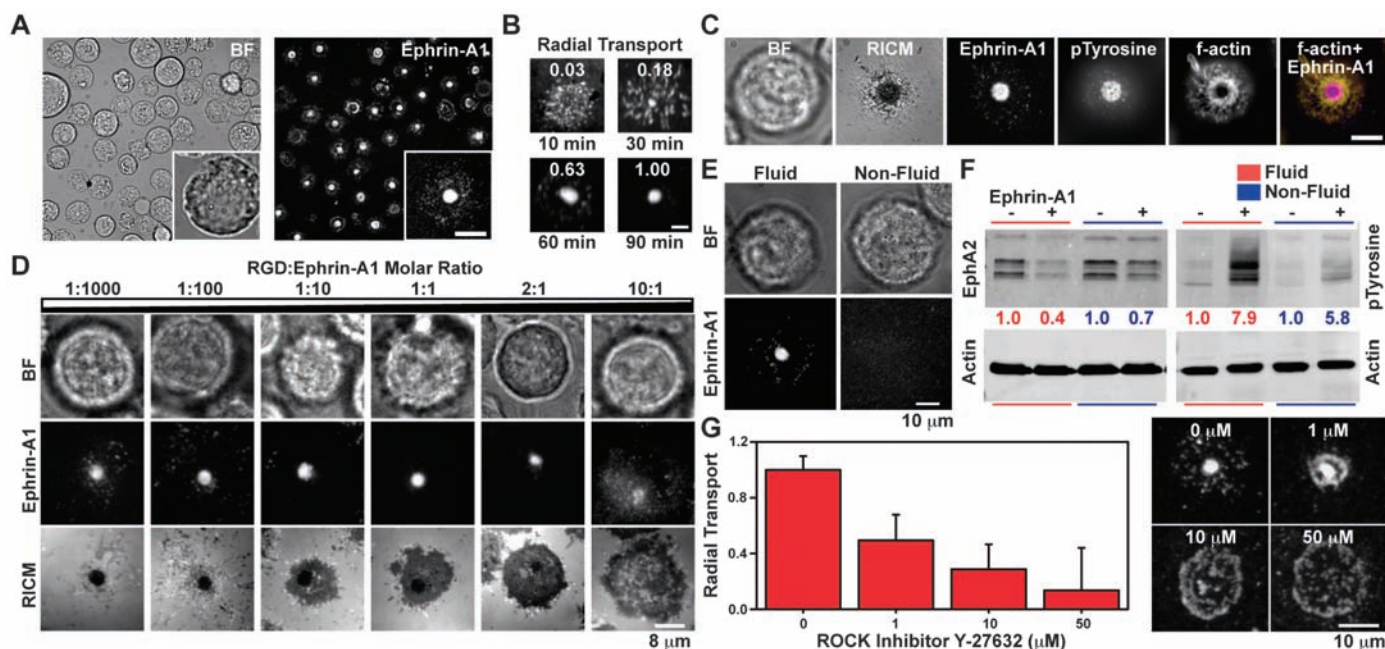 A
BF
Ephrin-A1
B
Radial Transport
0.03
0.18
10 min
30 min
0.63
1.00
60 min
90 min
C
BF
RICM
Ephrin-A1
pTyrosine
f-actin
f-actin+
Ephrin-A1
D
RGD:Ephrin-A1 Molar Ratio
1:1000
1:100
1:10
1:1
2:1
10:1
BF
Ephrin-A1
RICM
8 µm
E
Fluid
Non-Fluid
BF
Ephrin-A1
10 µm
F
Fluid
Non-Fluid
Ephrin-A1
- + - + - + - +
EphA2
pTyrosine
1.0 0.4 1.0 0.7 1.0 7.9 1.0 5.8
Actin
Actin
G
Radial Transport
1.2
0.8
0.4
0.0
0 1 10 50
ROCK Inhibitor Y-27632 (µM)
0 µM
1 µM
10 µM
50 µM
10 µm